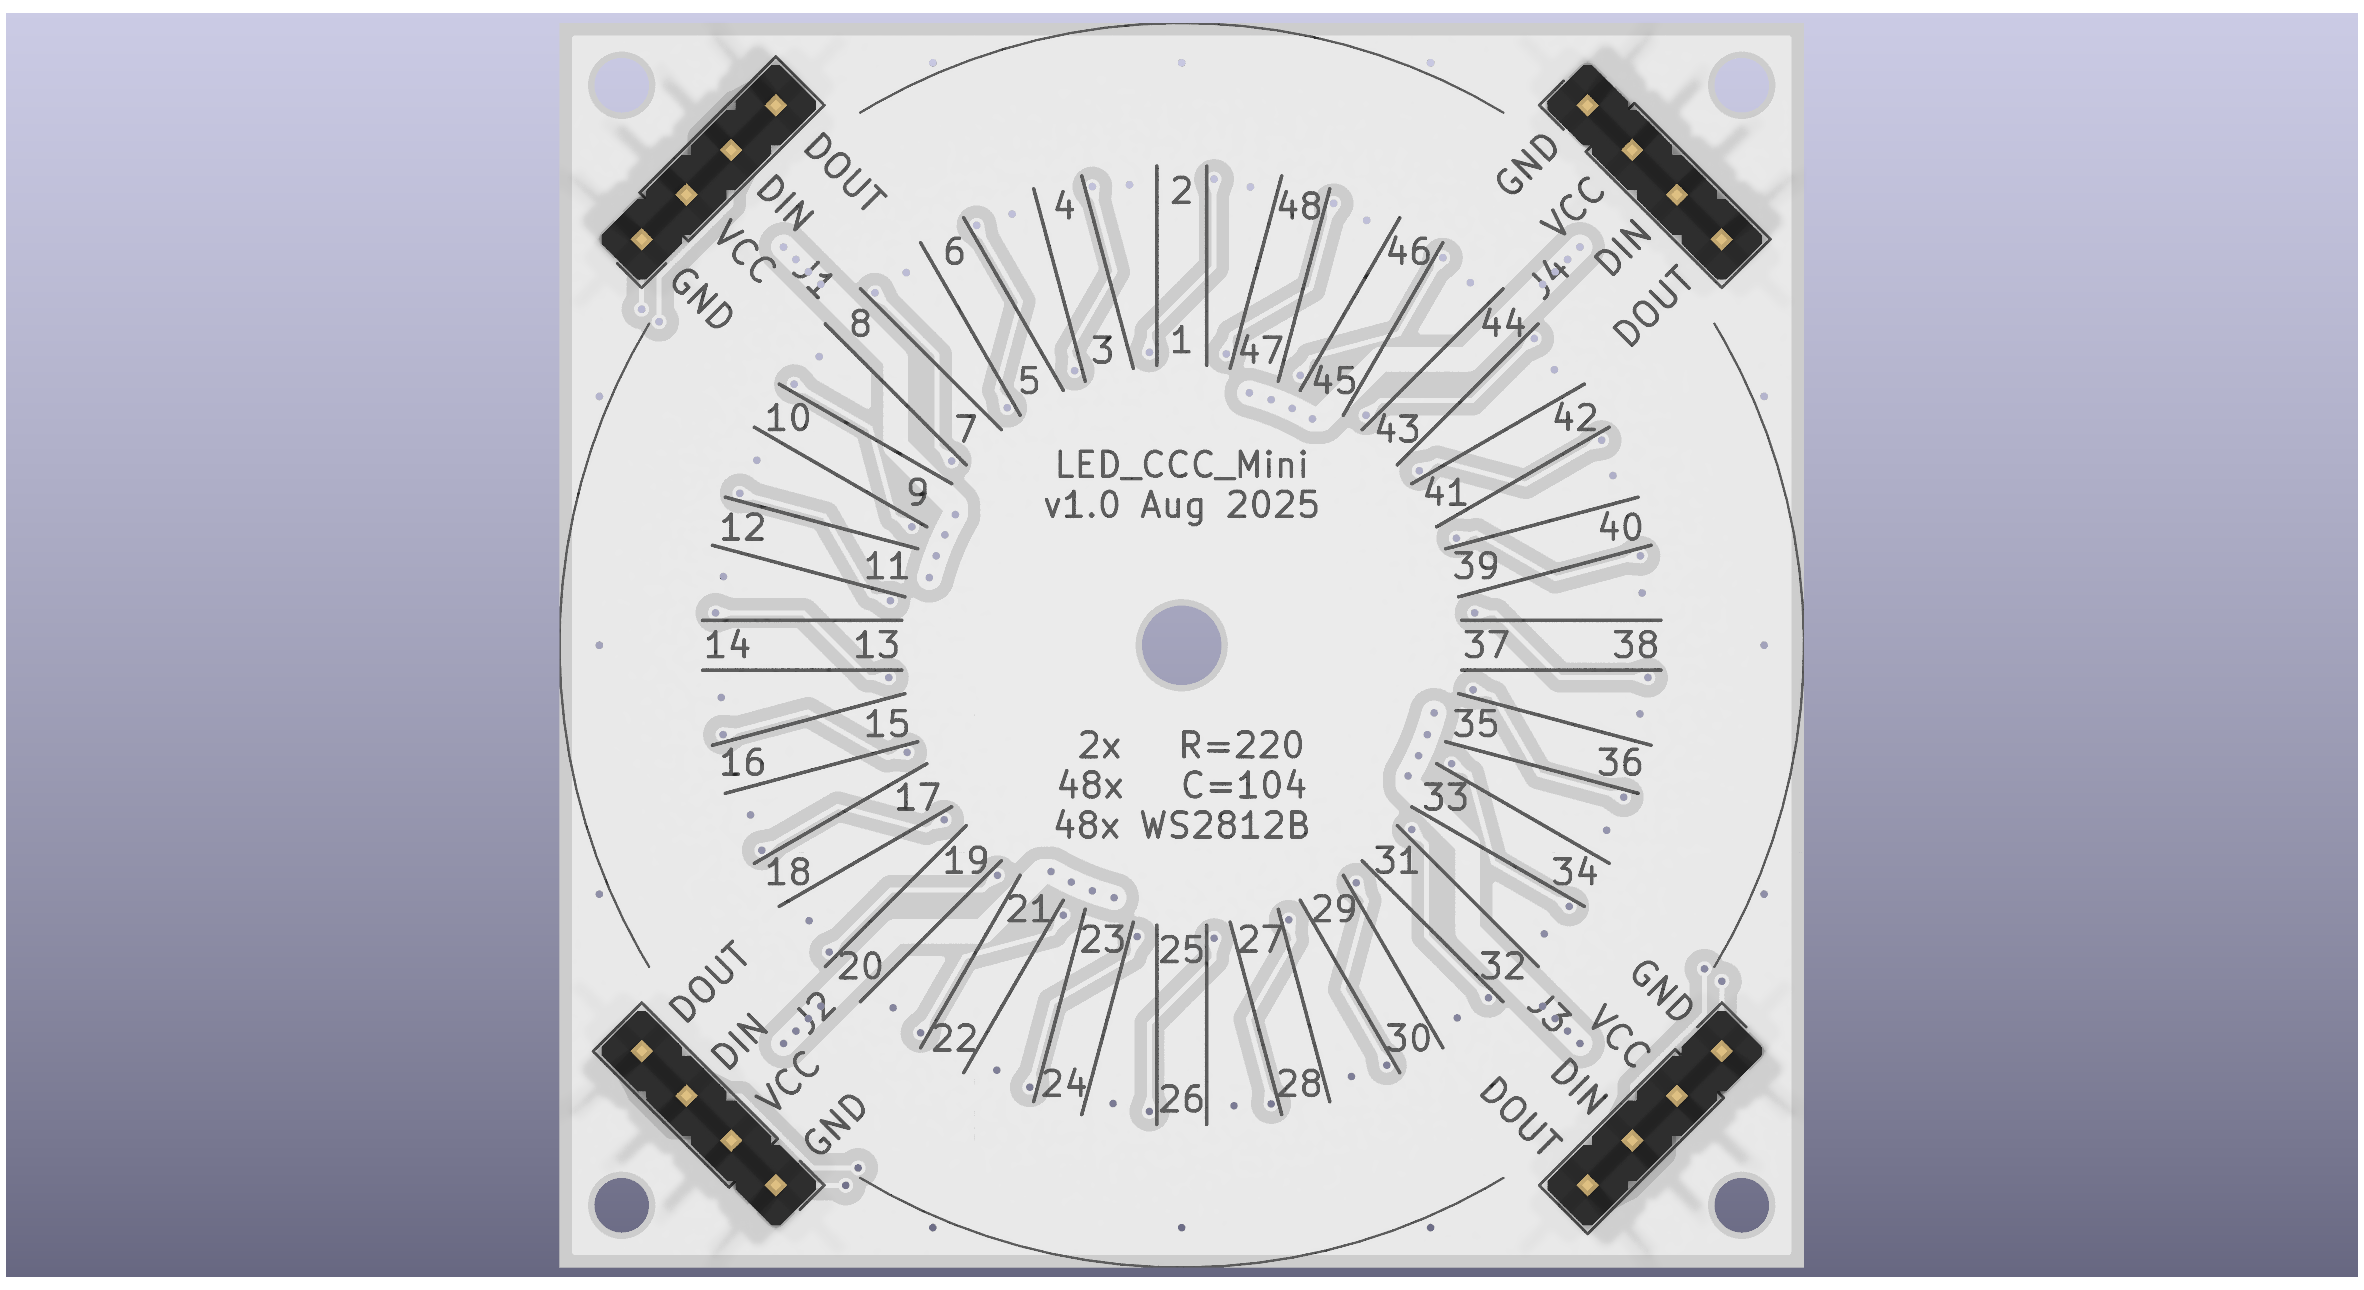 DOUT
DIN
VCC
GND
J1
GND
VCC
DIN
DOUT
J4
2
1
4
3
6
5
8
7
10
9
12
11
14
13
16
15
18
17
20
19
22
21
24
23
26
25
28
27
30
29
32
31
34
33
36
35
38
37
40
39
42
41
44
43
46
45
48
47
LED_CCC_Mini
v1.0 Aug 2025
2x R=220
48x C=104
48x WS2812B
DOUT
DIN
VCC
GND
J2
GND
VCC
DIN
DOUT
J3